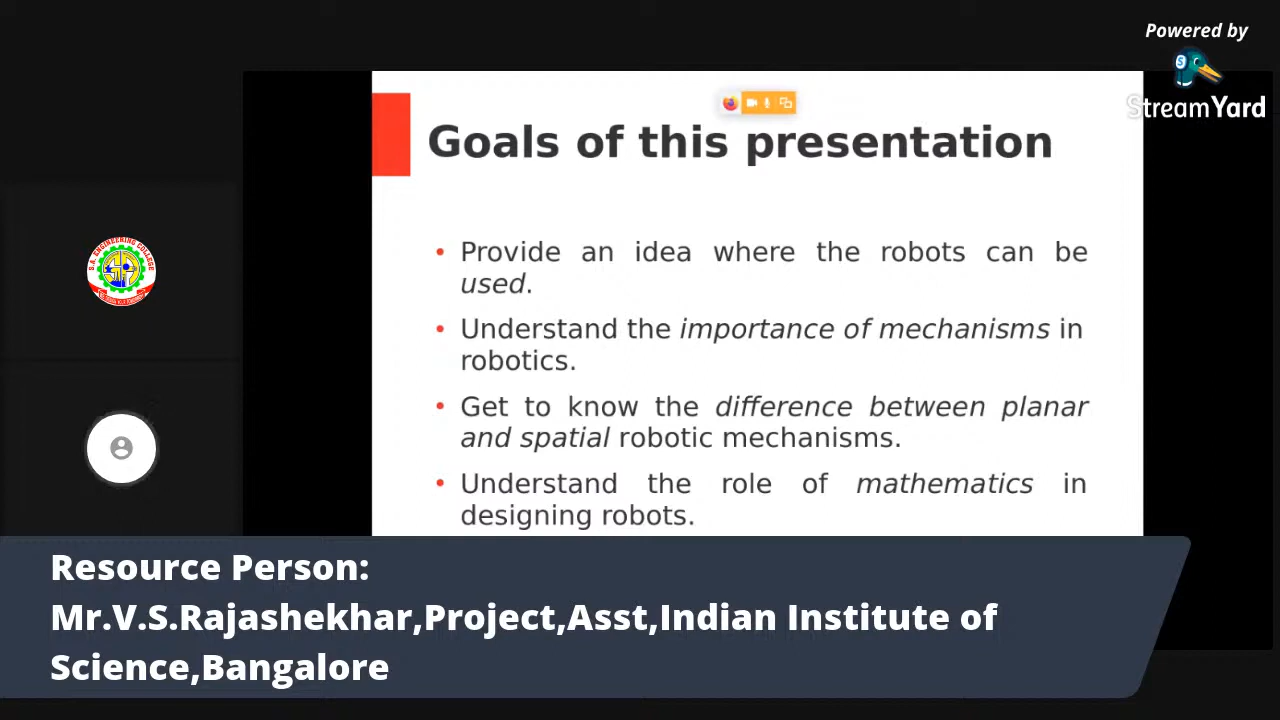 Powered by
StreamYard
Goals of this presentation
• Provide an idea where the robots can be
used.
• Understand the importance of mechanisms in
robotics.
• Get to know the difference between planar
and spatial robotic mechanisms.
• Understand the role of mathematics in
designing robots.
S.A. ENGINEERING COLLEGE
Resource Person:
Mr.V.S.Rajashekhar,Project,Asst,Indian Institute of
Science,Bangalore